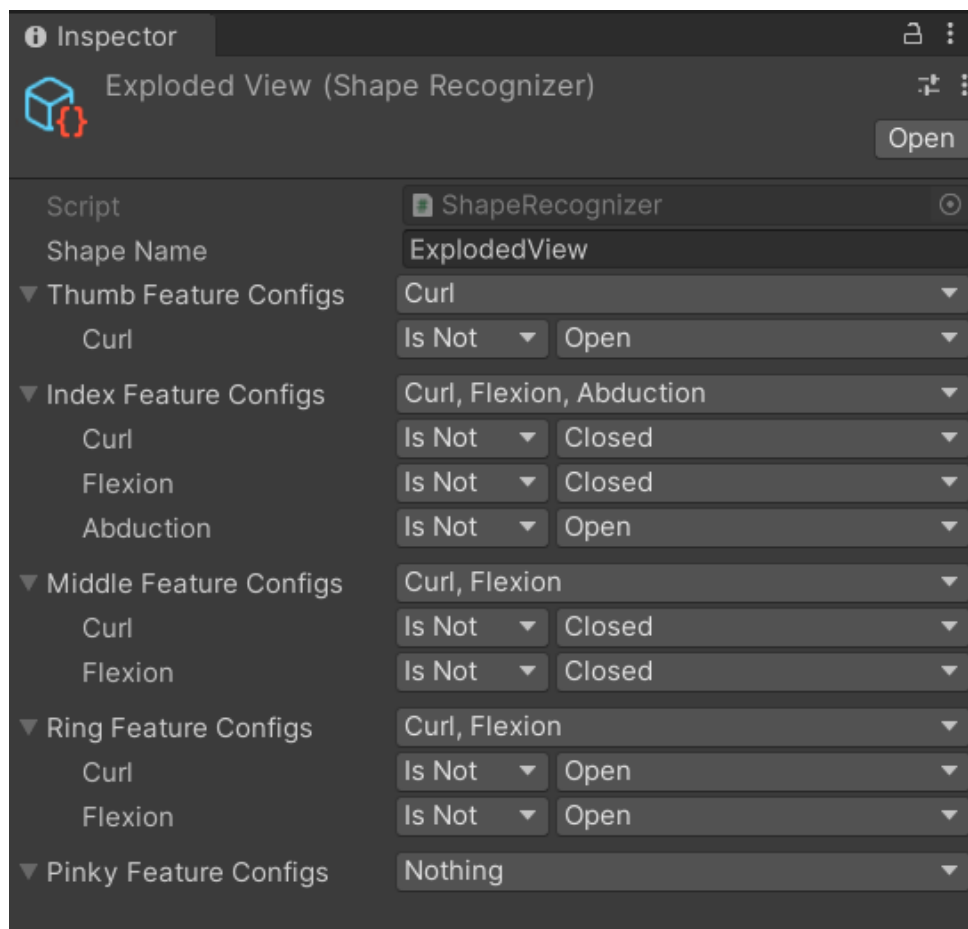 Inspector
Exploded View (Shape Recognizer)
{}
Open
Script # ShapeRecognizer
Shape Name ExplodedView
Thumb Feature Configs Curl
Curl Is Not Open
Index Feature Configs Curl, Flexion, Abduction
Curl Is Not Closed
Flexion Is Not Closed
Abduction Is Not Open
Middle Feature Configs Curl, Flexion
Curl Is Not Closed
Flexion Is Not Closed
Ring Feature Configs Curl, Flexion
Curl Is Not Open
Flexion Is Not Open
Pinky Feature Configs Nothing